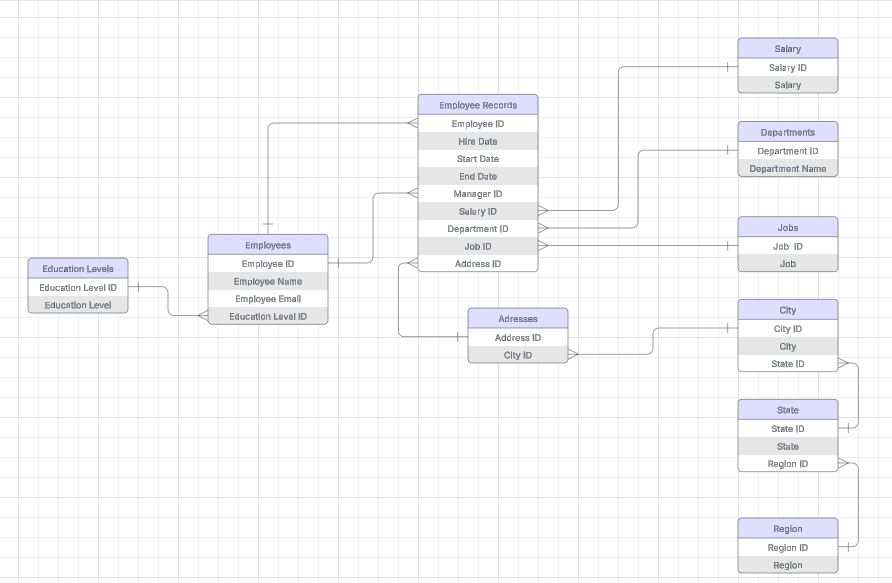 Salary
Salary ID
Salary
Employee Records
Employee ID
Hire Date
Start Date
End Date
Manager ID
Salary ID
Department ID
Job ID
Address ID
Departments
Department ID
Department Name
Jobs
Job ID
Job
Employees
Employee ID
Employee Name
Employee Email
Education Level ID
Education Levels
Education Level ID
Education Level
Adresses
Address ID
City ID
City
City ID
City
State ID
State
State ID
State
Region ID
Region
Region ID
Region